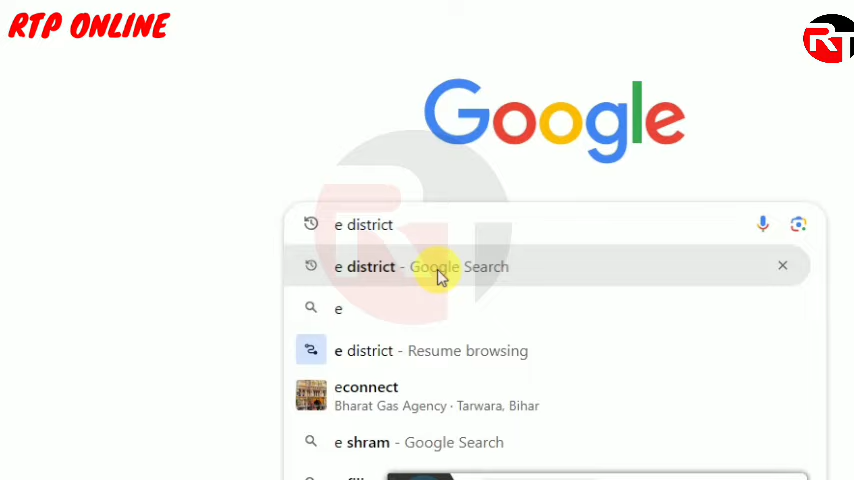 RTP ONLINE
RT
Google
e district
e district - Google Search
e
e district - Resume browsing
econnect
Bharat Gas Agency · Tarwara, Bihar
e shram - Google Search